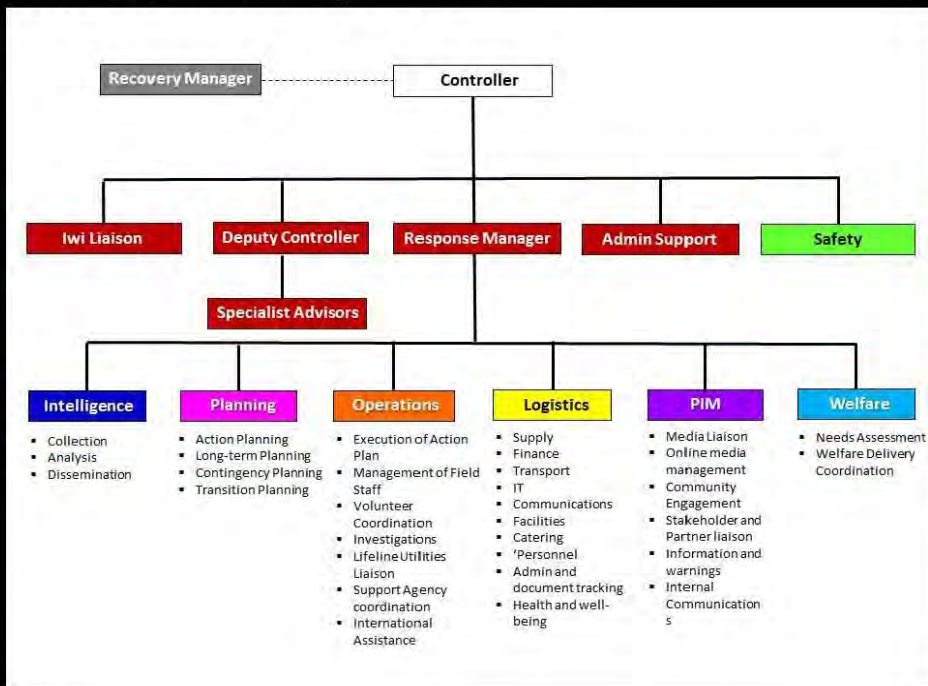 Recovery Manager
Controller
Iwi Liaison
Deputy Controller
Response Manager
Admin Support
Safety
Specialist Advisors
Intelligence
▪ Collection
▪ Analysis
▪ Dissemination
Planning
▪ Action Planning
▪ Long-term Planning
▪ Contingency Planning
▪ Transition Planning
Operations
▪ Execution of Action
Plan
▪ Management of Field
Staff
▪ Volunteer
Coordination
▪ Investigations
▪ Lifeline Utilities
Liaison
▪ Support Agency
coordination
▪ International
Assistance
Logistics
▪ Supply
▪ Finance
▪ Transport
▪ IT
▪ Communications
▪ Facilities
▪ Catering
▪ 'Personnel
▪ Admin and
document tracking
▪ Health and well-
being
PIM
▪ Media Liaison
▪ Online media
management
▪ Community
Engagement
▪ Stakeholder and
Partner liaison
▪ Information and
warnings
▪ Internal
Communication
s
Welfare
▪ Needs Assessment
▪ Welfare Delivery
Coordination